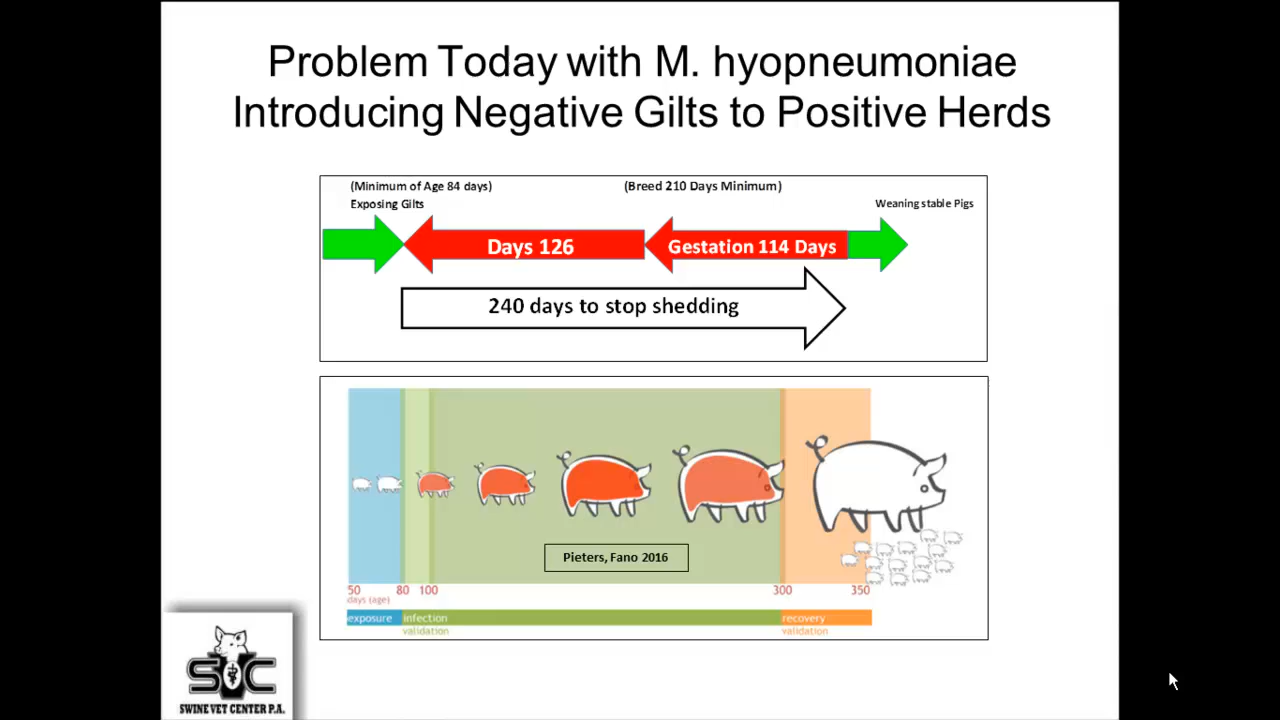 Problem Today with M. hyopneumoniae
Introducing Negative Gilts to Positive Herds
(Minimum of Age 84 days)
(Breed 210 Days Minimum)
Exposing Gilts
Weaning stable Pigs
Days 126
Gestation 114 Days
240 days to stop shedding
Pieters, Fano 2016
50 80 100 300 350
days (age)
exposure infection recovery
validation validation
SVC
SWINE VET CENTER P.A.